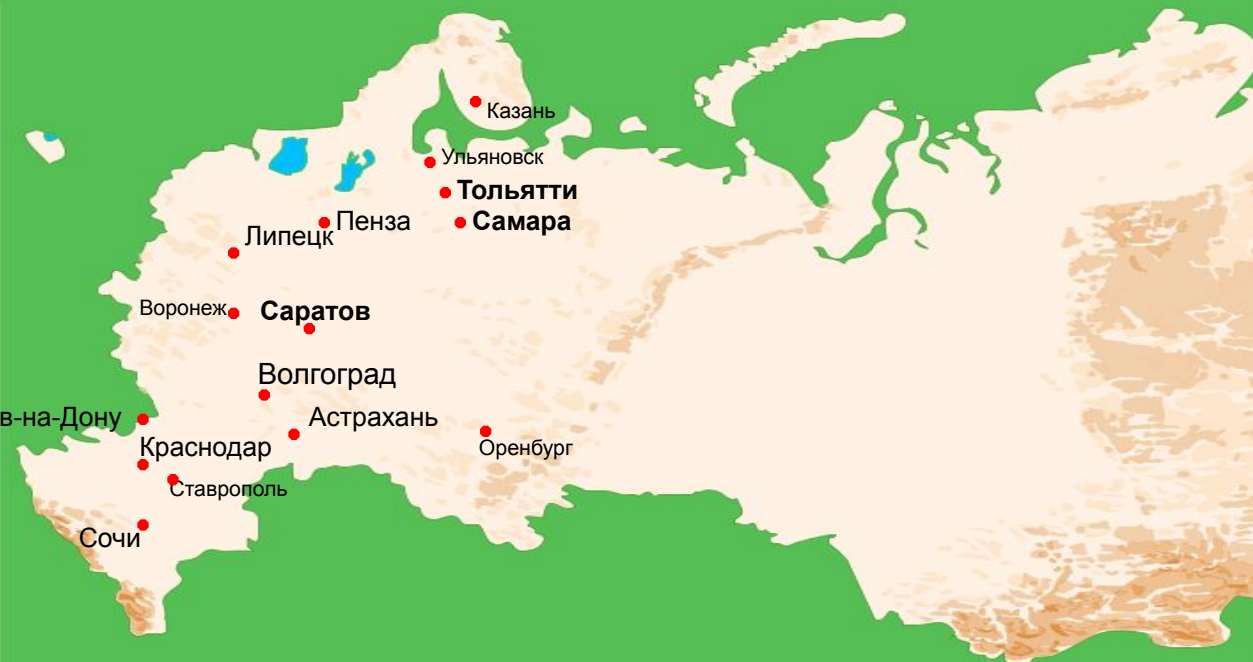 Казань
Ульяновск
Тольятти
Пенза
Самара
Липецк
Воронеж
Саратов
Волгоград
в-на-Дону
Астрахань
Краснодар
Оренбург
Ставрополь
Сочи